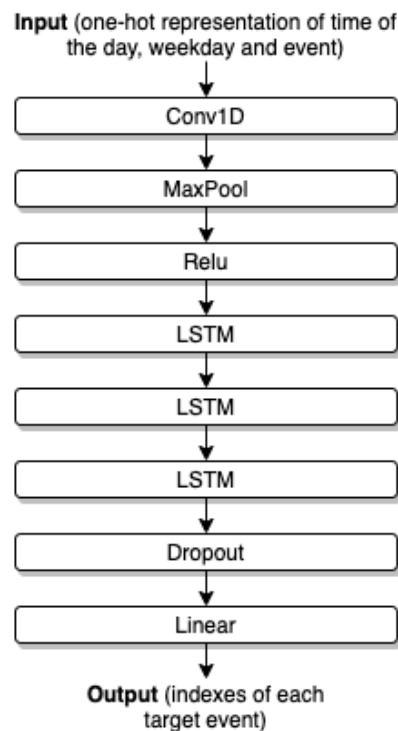 Input (one-hot representation of time of
the day, weekday and event)
Conv1D
MaxPool
Relu
LSTM
LSTM
LSTM
Dropout
Linear
Output (indexes of each
target event)